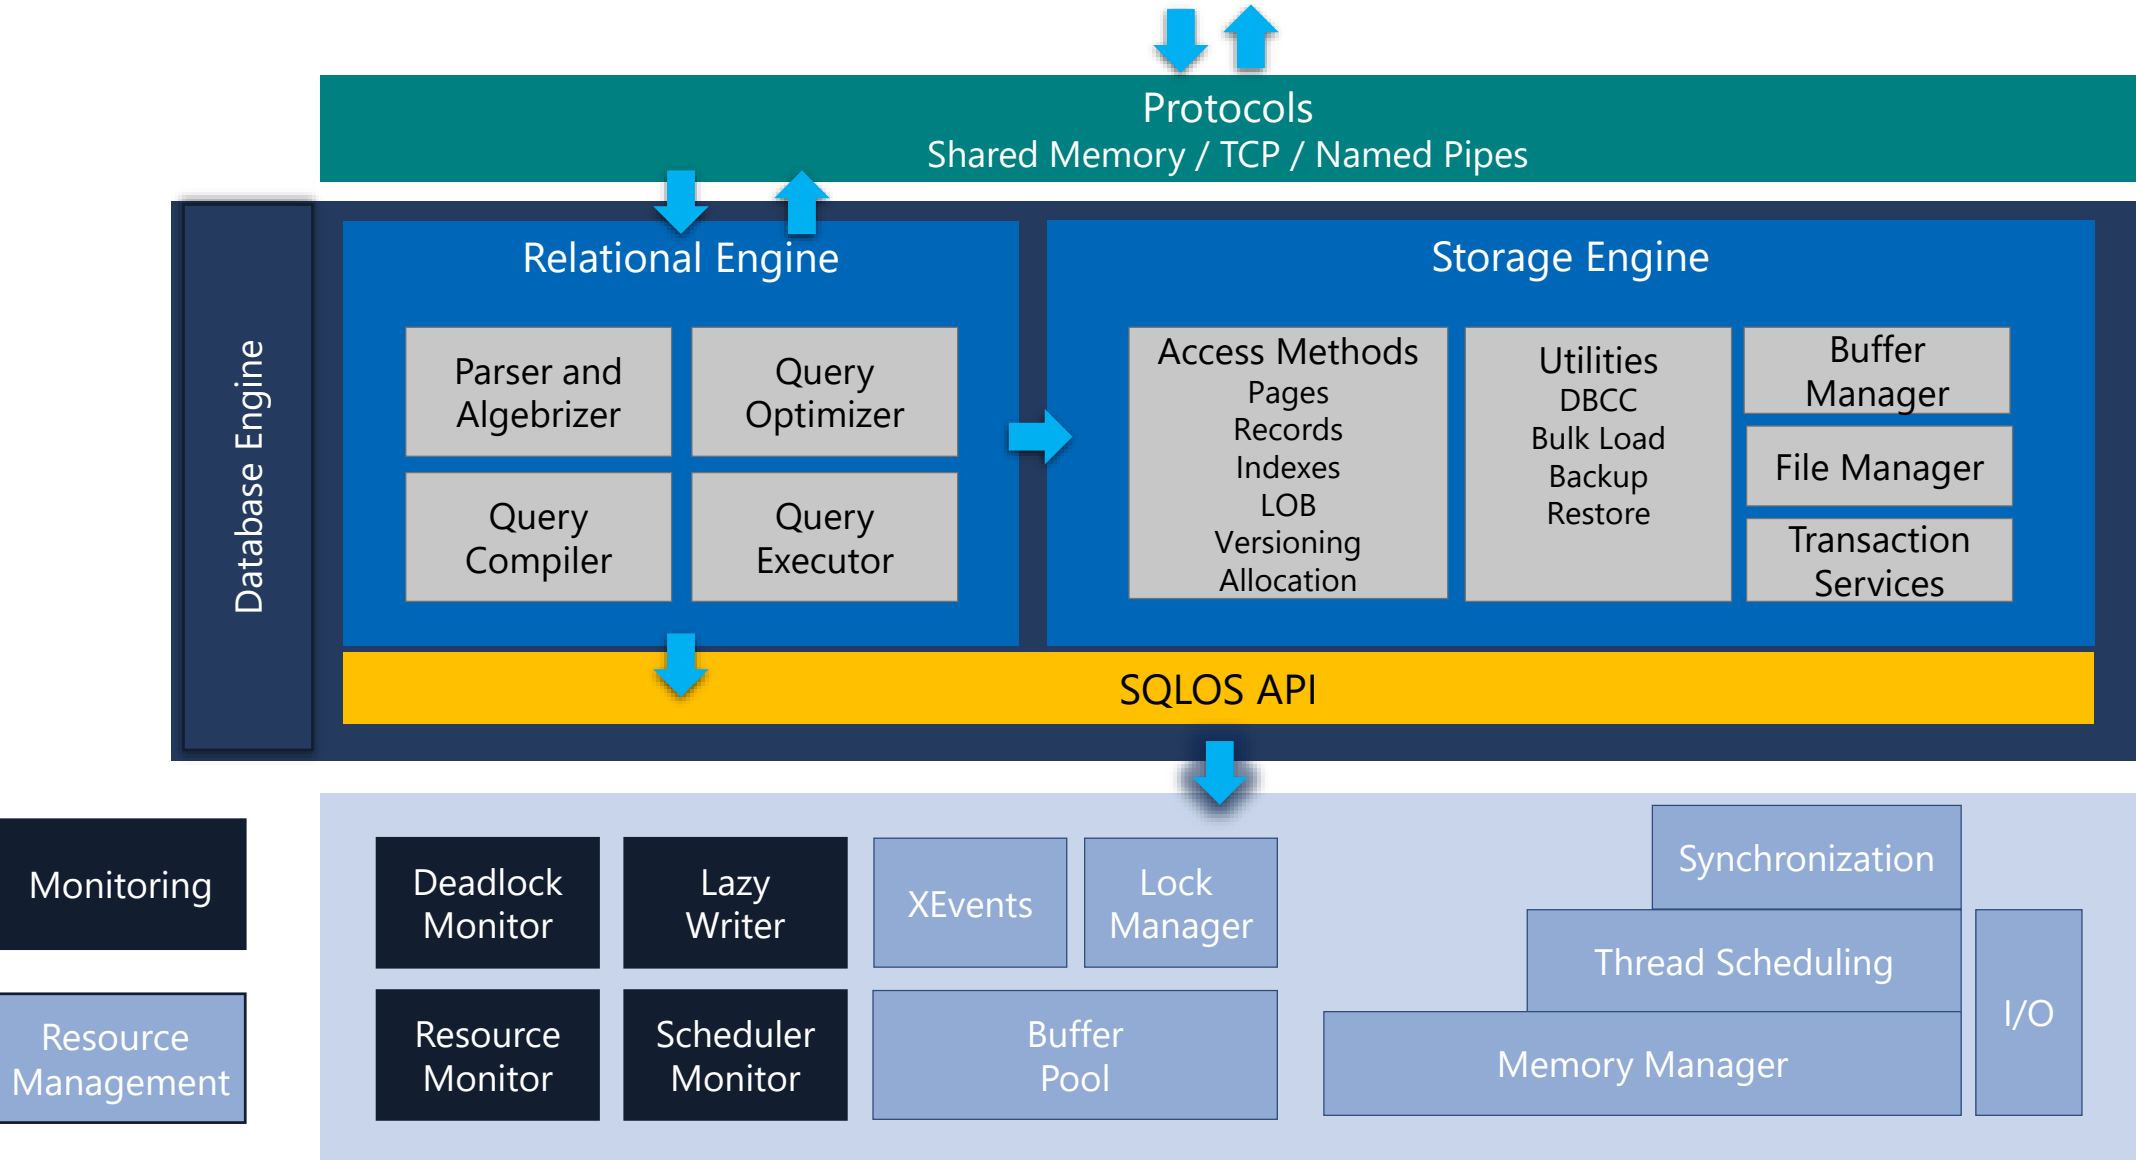 Protocols
Shared Memory / TCP / Named Pipes
Database Engine
Relational Engine
Parser and
Algebrizer
Query
Optimizer
Query
Compiler
Query
Executor
Storage Engine
Access Methods
Pages
Records
Indexes
LOB
Versioning
Allocation
Utilities
DBCC
Bulk Load
Backup
Restore
Buffer
Manager
File Manager
Transaction
Services
SQLOS API
Monitoring
Resource
Management
Deadlock
Monitor
Lazy
Writer
XEvents
Lock
Manager
Resource
Monitor
Scheduler
Monitor
Buffer
Pool
Synchronization
Thread Scheduling
Memory Manager
I/O